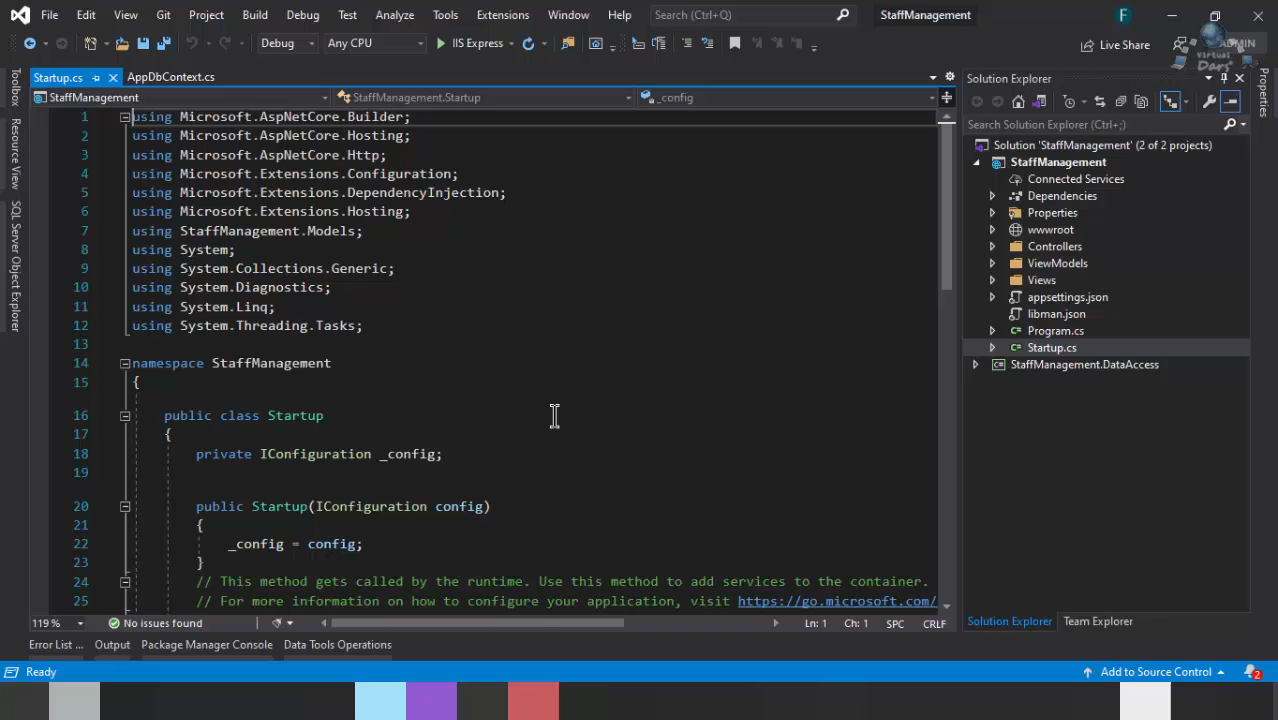 File Edit View Git Project Build Debug Test Analyze Tools Extensions Window Help Search (Ctrl+Q) StaffManagement F
Debug Any CPU IIS Express Live Share ADMIN
Virtual Dars
Startup.cs AppDbContext.cs
StaffManagement StaffManagement.Startup _config
1 using Microsoft.AspNetCore.Builder;
2 using Microsoft.AspNetCore.Hosting;
3 using Microsoft.AspNetCore.Http;
4 using Microsoft.Extensions.Configuration;
5 using Microsoft.Extensions.DependencyInjection;
6 using Microsoft.Extensions.Hosting;
7 using StaffManagement.Models;
8 using System;
9 using System.Collections.Generic;
10 using System.Diagnostics;
11 using System.Linq;
12 using System.Threading.Tasks;
13
14 namespace StaffManagement
15 {
16 public class Startup
17 {
18 private IConfiguration _config;
19
20 public Startup(IConfiguration config)
21 {
22 _config = config;
23 }
24 // This method gets called by the runtime. Use this method to add services to the container.
25 // For more information on how to configure your application, visit https://go.microsoft.com/
119 % No issues found Ln: 1 Ch: 1 SPC CRLF
Toolbox
Resource View
SQL Server Object Explorer
Solution Explorer
Search Solution Explorer (Ctrl+;)
Solution 'StaffManagement' (2 of 2 projects)
StaffManagement
Connected Services
Dependencies
Properties
wwwroot
Controllers
ViewModels
Views
appsettings.json
libman.json
Program.cs
Startup.cs
StaffManagement.DataAccess
Solution Explorer Team Explorer
Properties
Error List ... Output Package Manager Console Data Tools Operations
Ready Add to Source Control 2